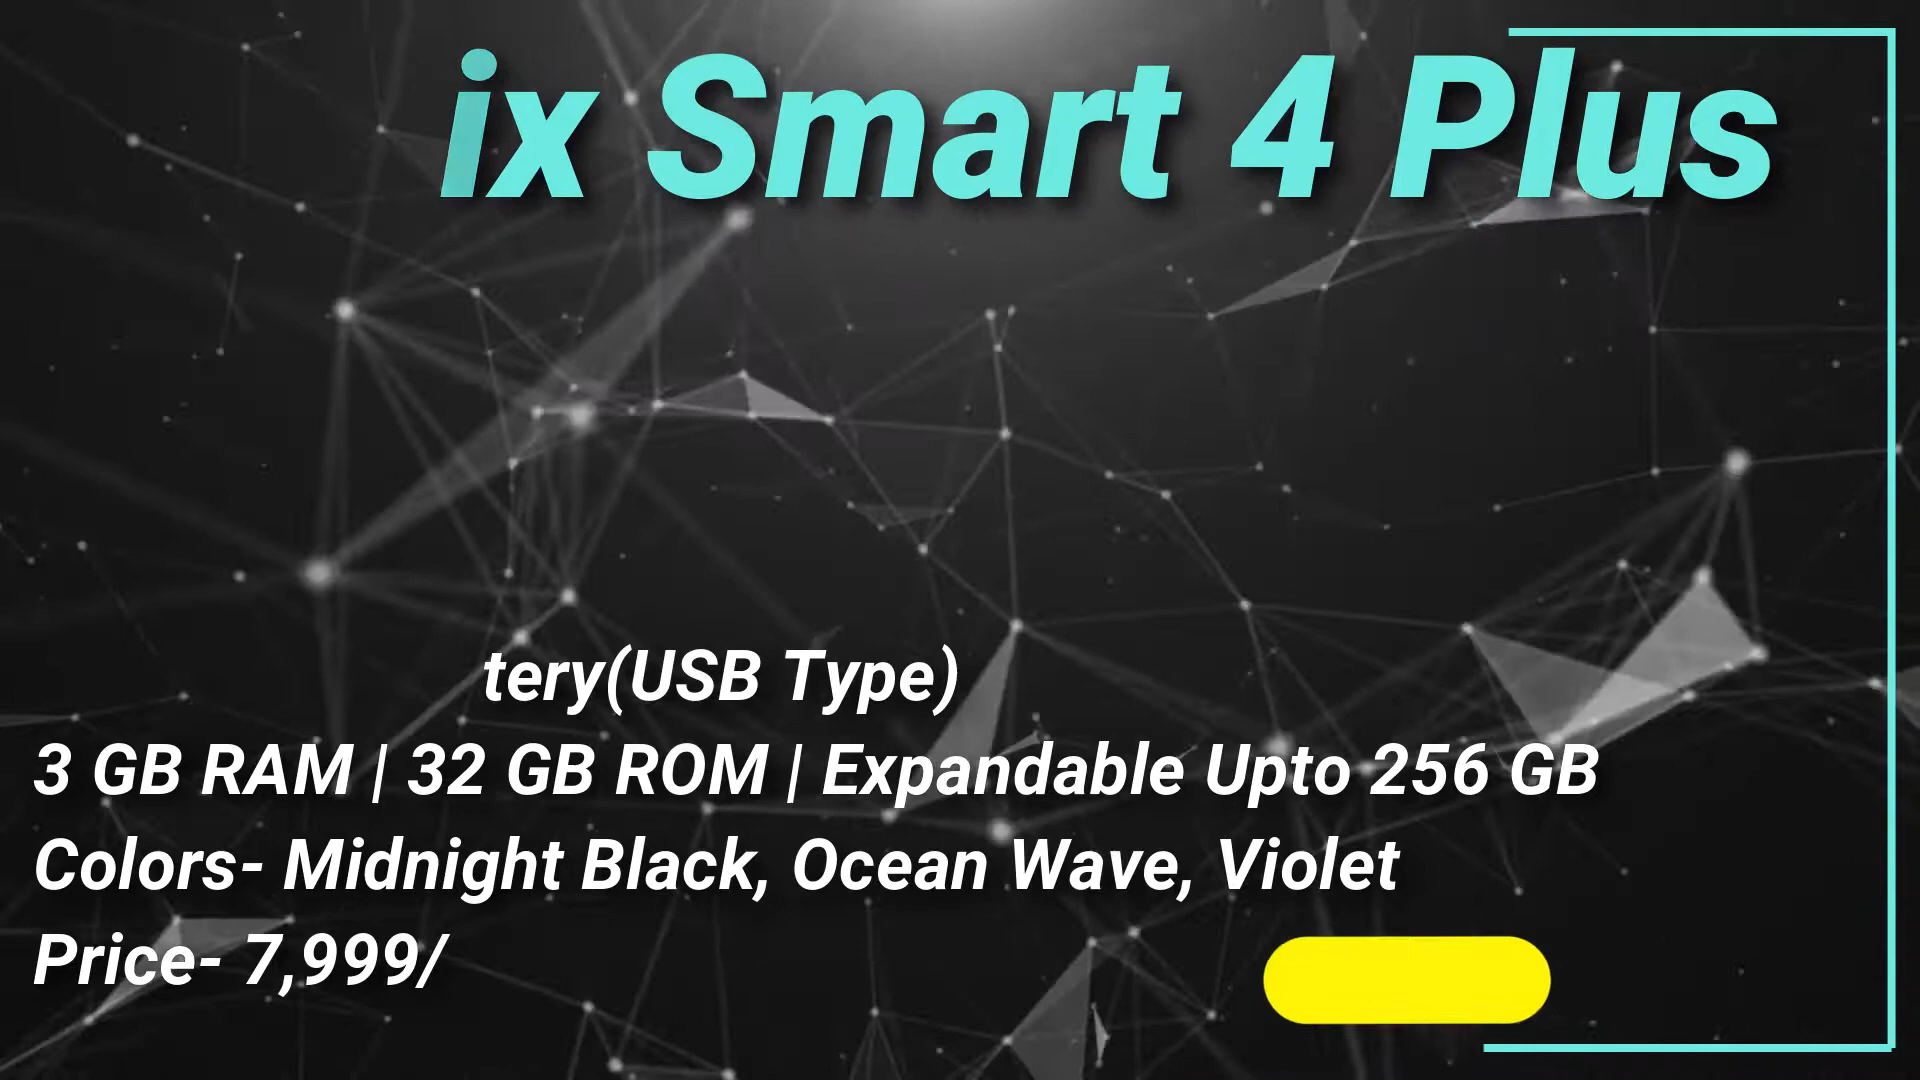 ix Smart 4 Plus
tery(USB Type)
3 GB RAM | 32 GB ROM | Expandable Upto 256 GB
Colors- Midnight Black, Ocean Wave, Violet
Price- 7,999/